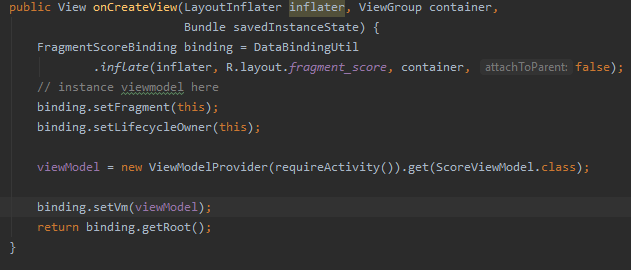 public View onCreateView(LayoutInflater inflater, ViewGroup container,
Bundle savedInstanceState) {
FragmentScoreBinding binding = DataBindingUtil
.inflate(inflater, R.layout.fragment_score, container, attachToParent: false);
// instance viewmodel here
binding.setFragment(this);
binding.setLifecycleOwner(this);
viewModel = new ViewModelProvider(requireActivity()).get(ScoreViewModel.class);
binding.setVm(viewModel);
return binding.getRoot();
}